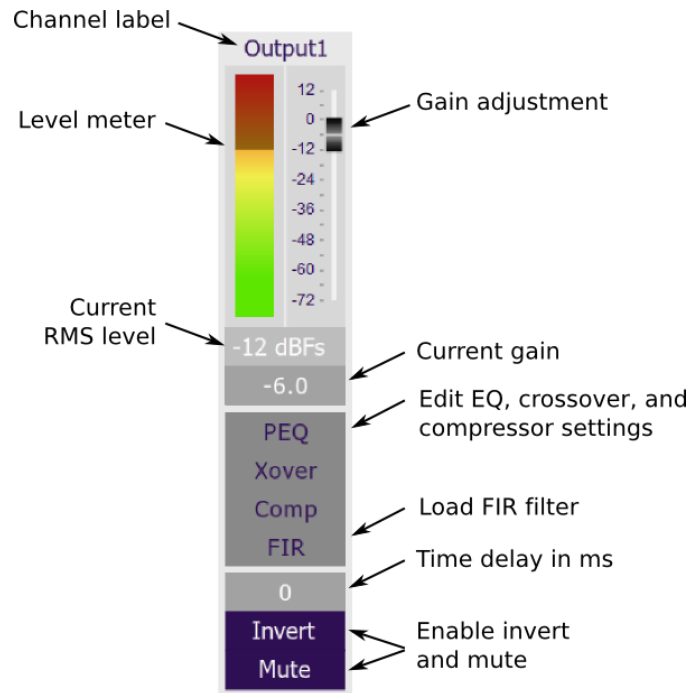 Channel label
Output1
Level meter
12
0
-12
-24
-36
-48
-60
-72
Gain adjustment
Current
RMS level
-12 dBFs
-6.0
Current gain
Edit EQ, crossover, and
compressor settings
PEQ
Xover
Comp
FIR
Load FIR filter
Time delay in ms
0
Invert
Mute
Enable invert
and mute